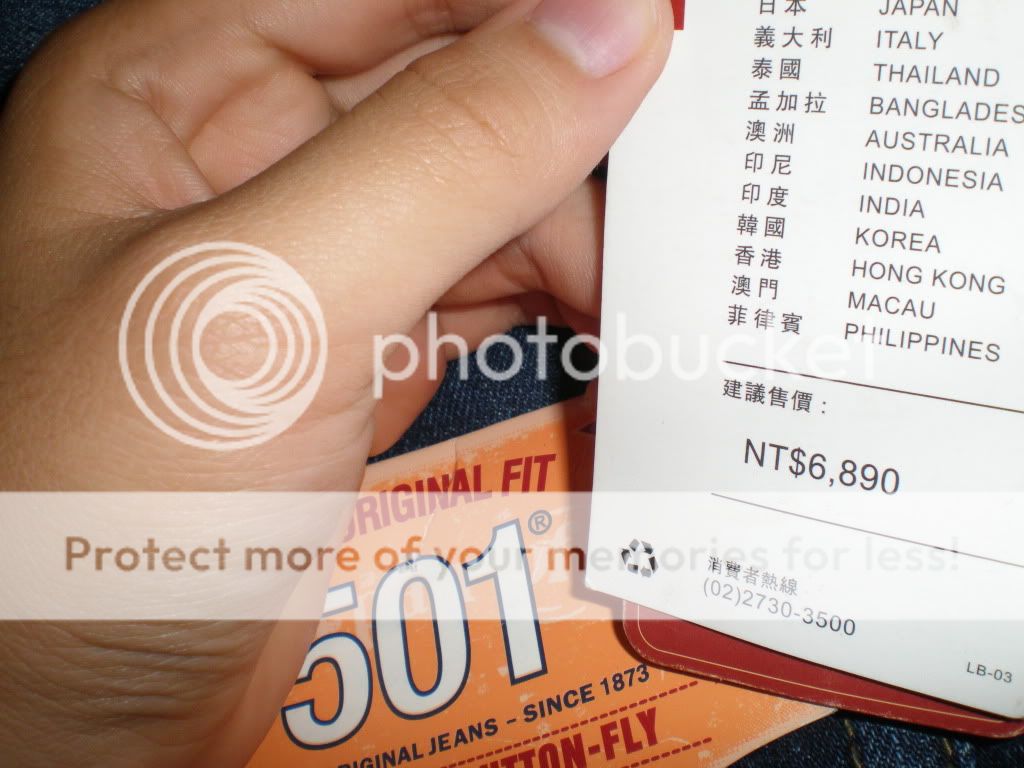 日本 JAPAN
義大利 ITALY
泰國 THAILAND
孟加拉 BANGLADES
澳洲 AUSTRALIA
印尼 INDONESIA
印度 INDIA
韓國 KOREA
香港 HONG KONG
澳門 MACAU
菲律賓 PHILIPPINES
建議售價：
NT$6,890
消費者熱線
(02)2730-3500
LB-03
photobucket
Protect more of your memories for less!
RIGINAL FIT
501®
RIGINAL JEANS – SINCE 1873
TTON-FLY